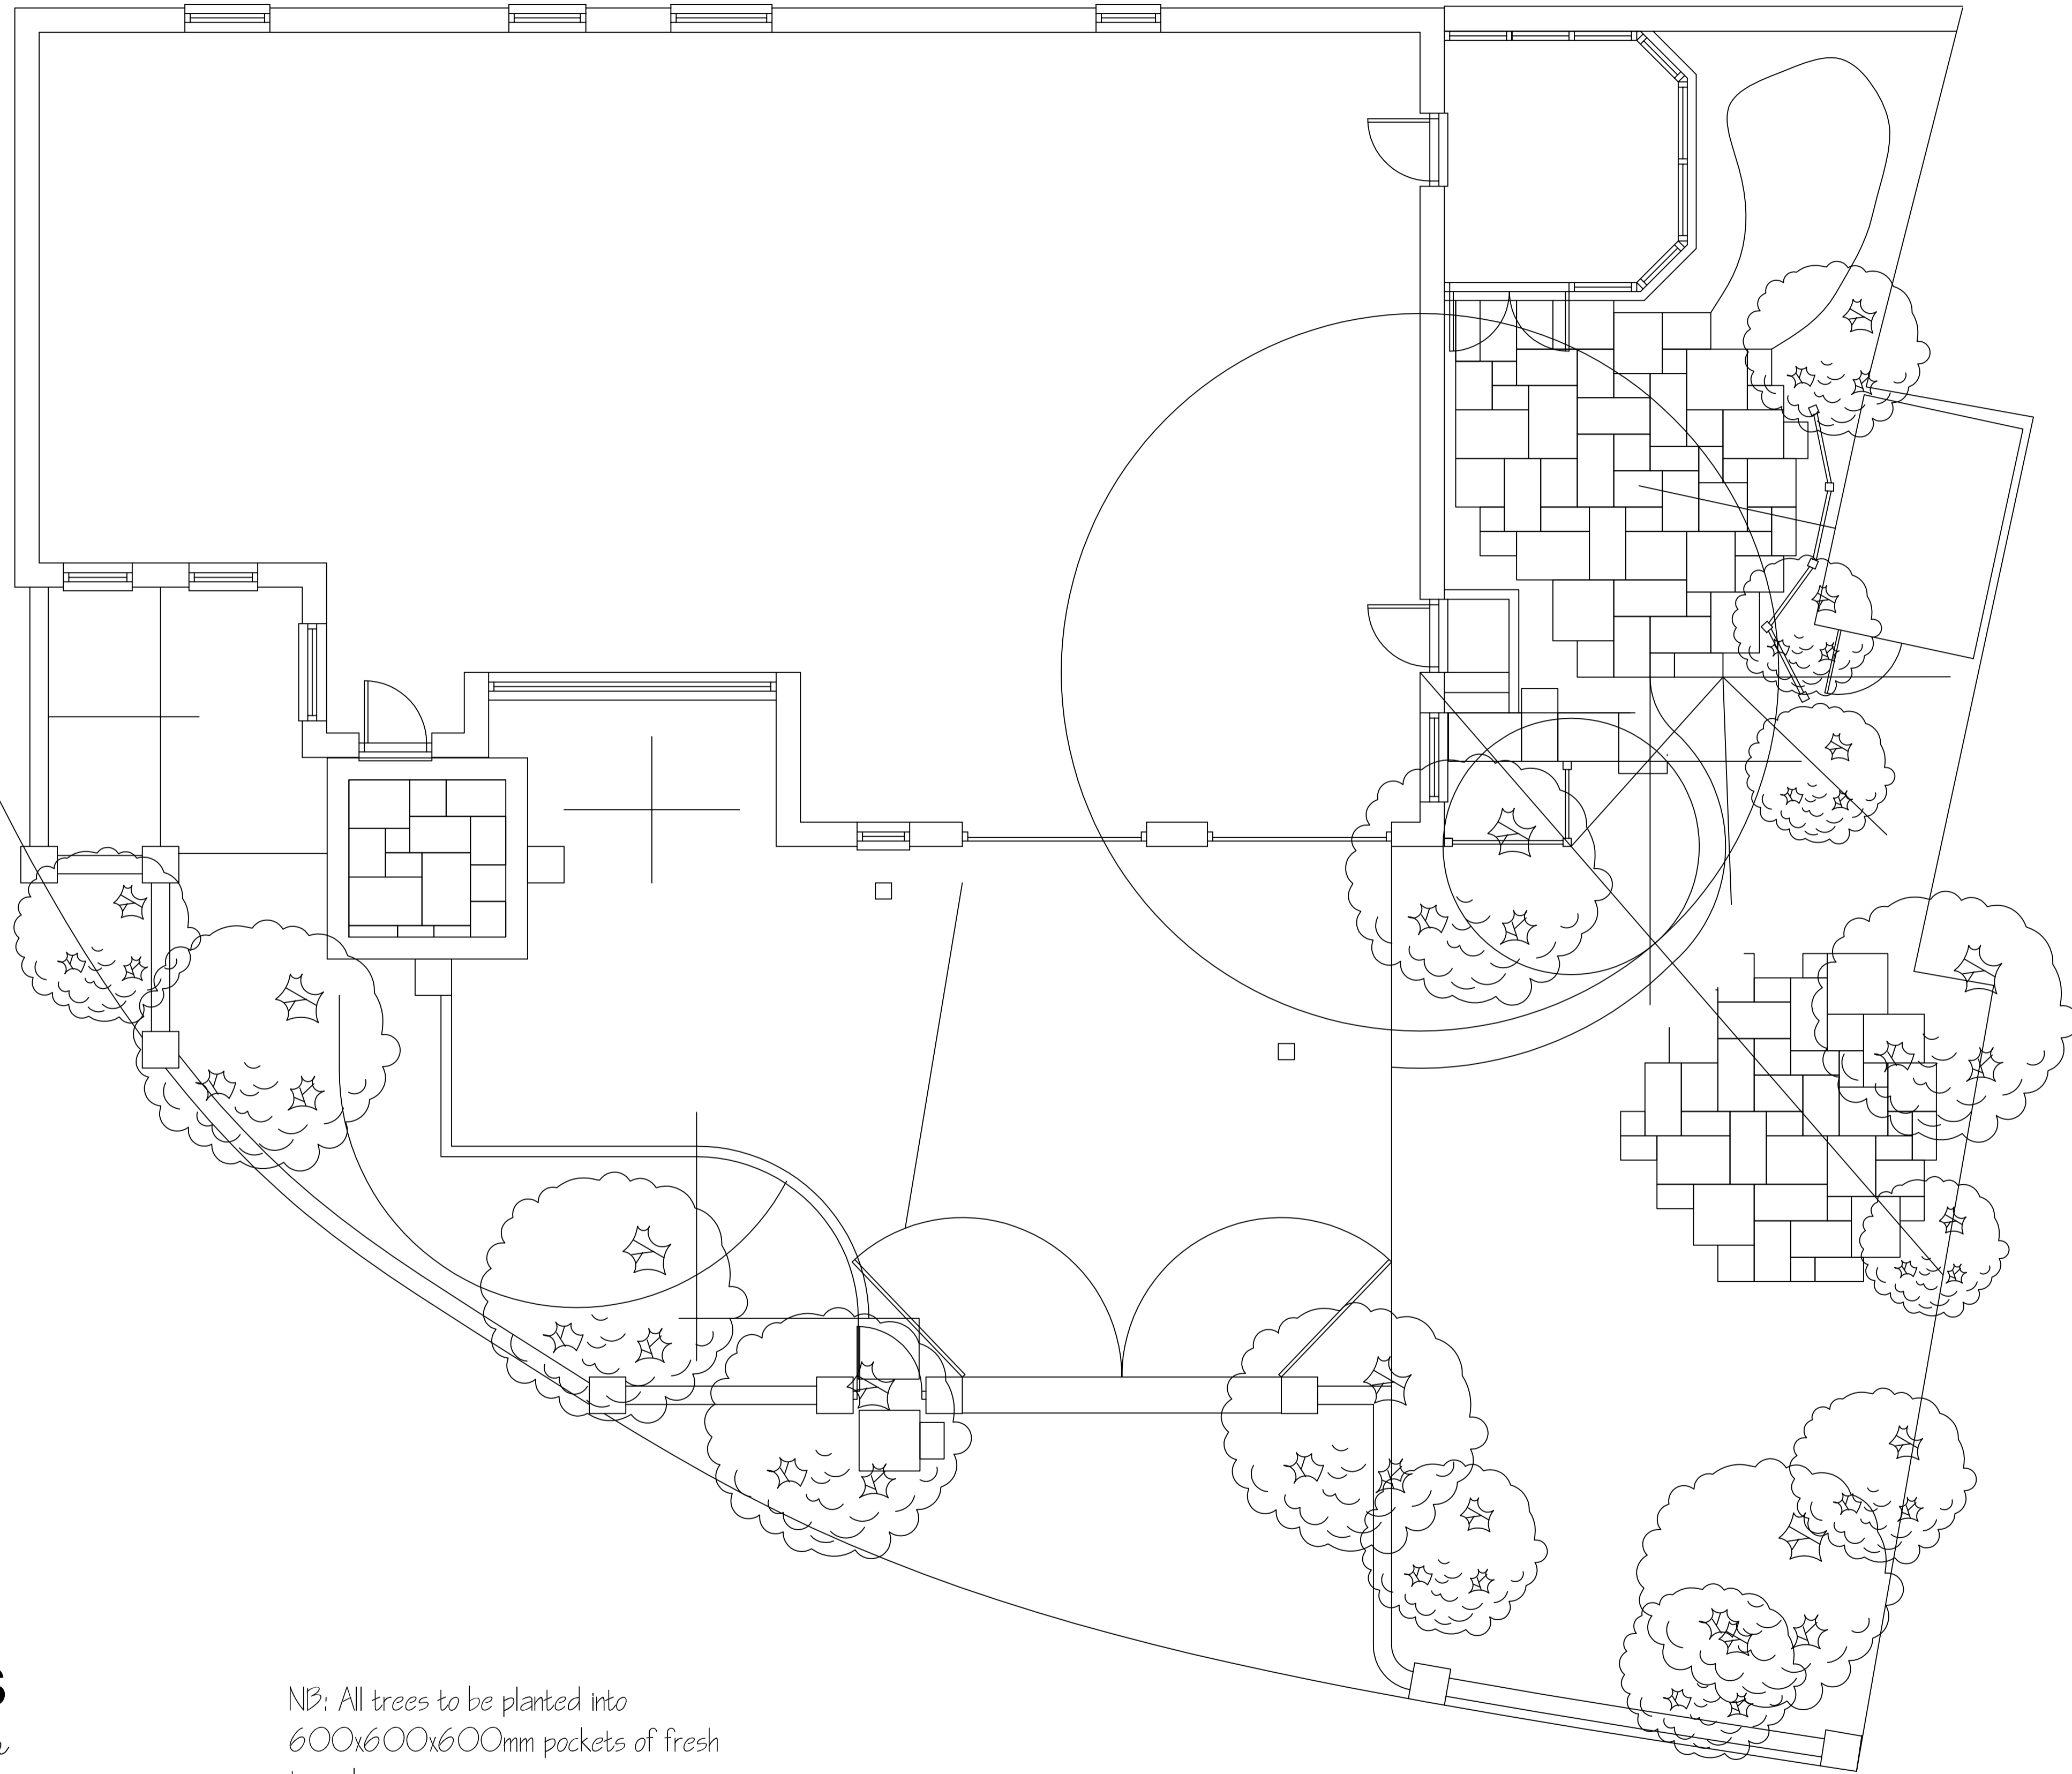 NB: All trees to be planted into
600x600x600mm pockets of fresh